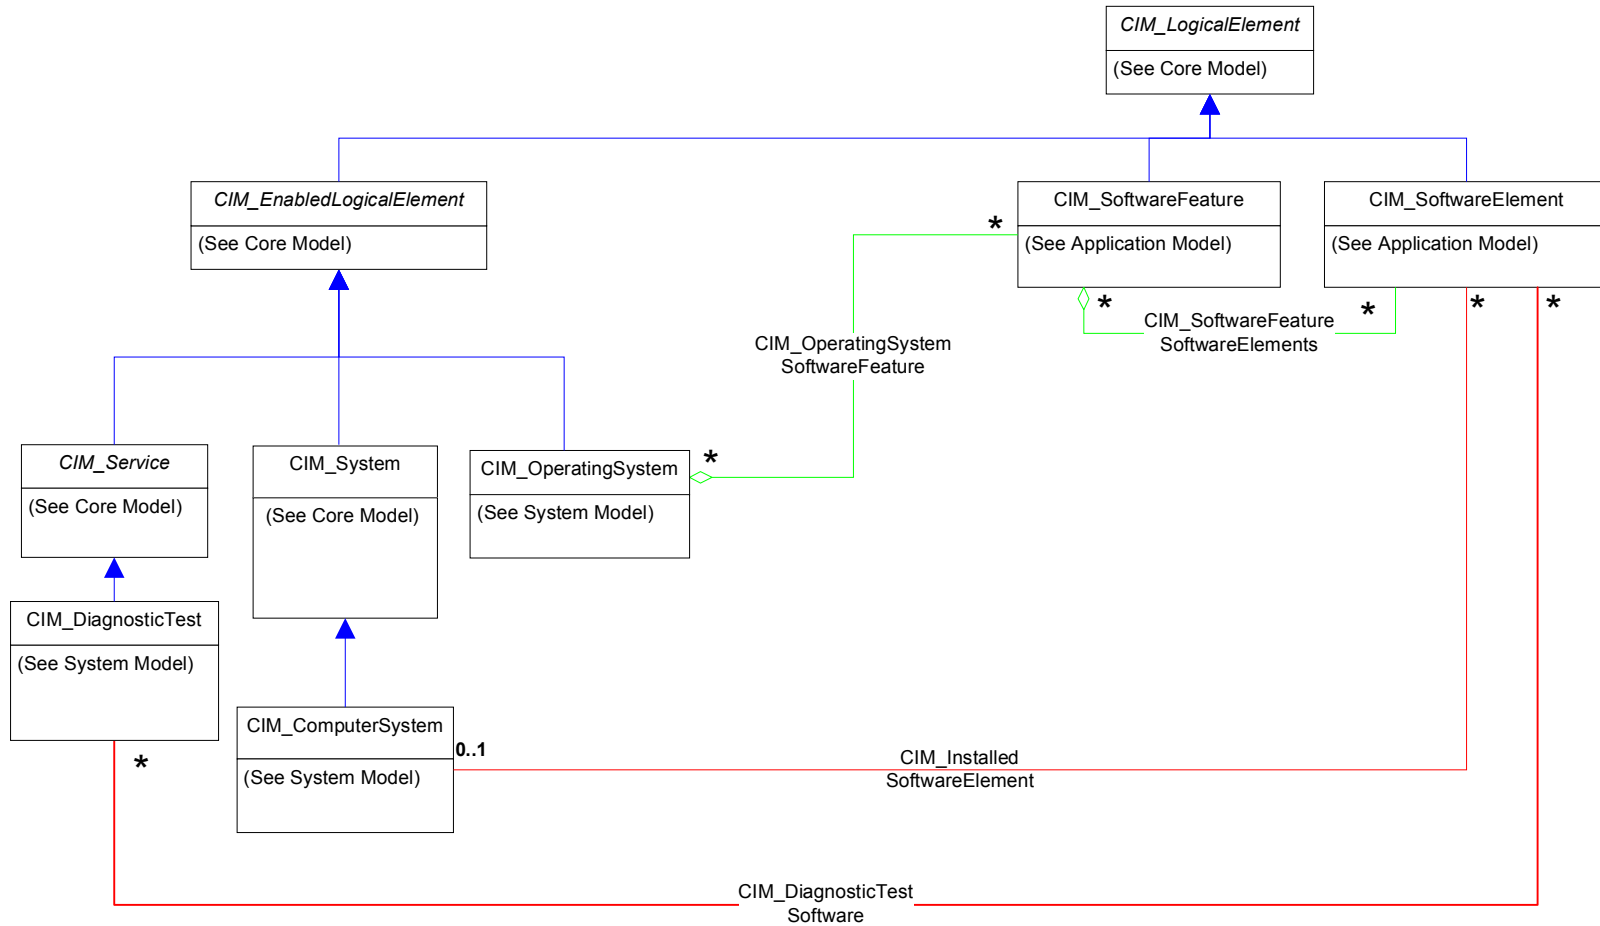 CIM_LogicalElement
(See Core Model)
CIM_EnabledLogicalElement
(See Core Model)
CIM_SoftwareFeature
(See Application Model)
CIM_SoftwareElement
(See Application Model)
*
*
*
*
*
CIM_SoftwareFeature
SoftwareElements
CIM_OperatingSystem
SoftwareFeature
CIM_Service
(See Core Model)
CIM_System
(See Core Model)
CIM_OperatingSystem
(See System Model)
*
CIM_DiagnosticTest
(See System Model)
*
CIM_ComputerSystem
(See System Model)
0..1
CIM_Installed
SoftwareElement
CIM_DiagnosticTest
Software